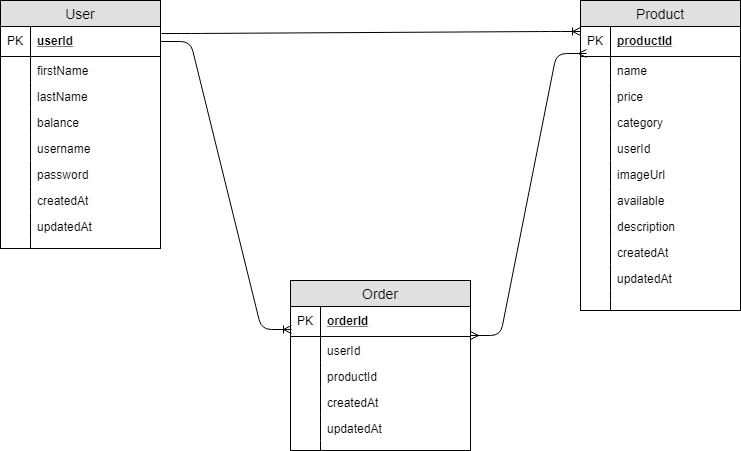 User
PK userId
firstName
lastName
balance
username
password
createdAt
updatedAt
Product
PK productId
name
price
category
userId
imageUrl
available
description
createdAt
updatedAt
Order
PK orderId
userId
productId
createdAt
updatedAt